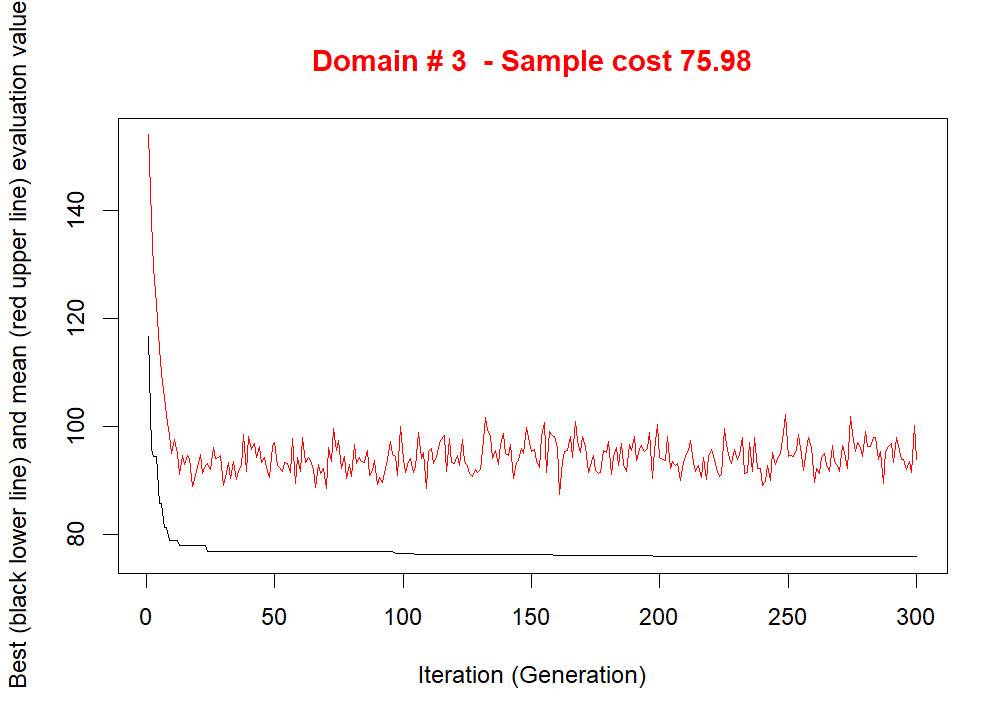 Domain # 3  - Sample cost 75.98
Best (black lower line) and mean (red upper line) evaluation value
140
120
100
80
0 50 100 150 200 250 300
Iteration (Generation)